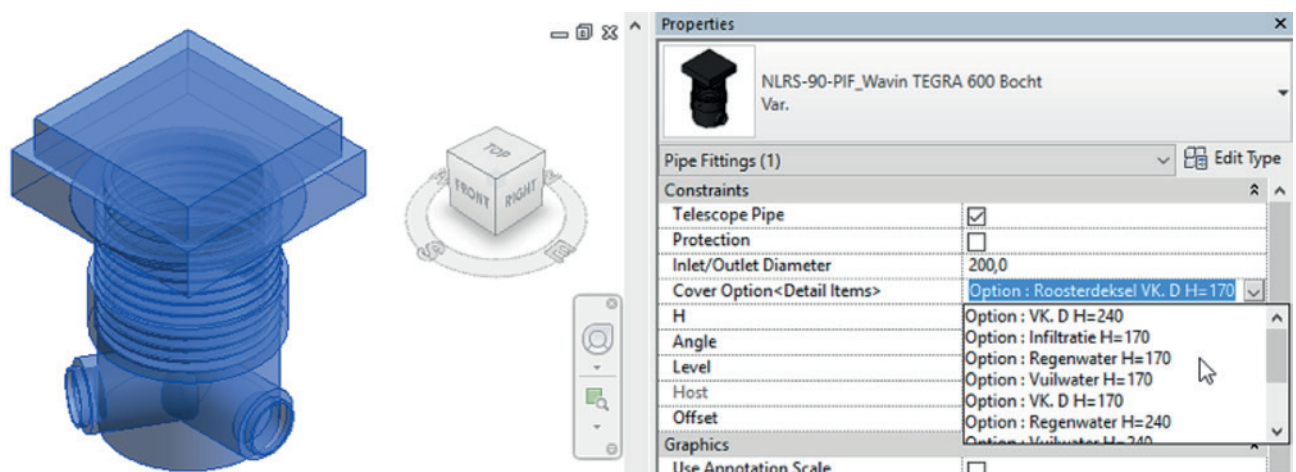 Properties
NLRS-90-PIF_Wavin TEGRA 600 Bocht
Var.
Pipe Fittings (1)
Edit Type
Constraints
Telescope Pipe
Protection
Inlet/Outlet Diameter 200,0
Cover Option<Detail Items> Option : Roosterdeksel VK. D H=170
H
Angle
Level
Host
Offset
Option : VK. D H=240
Option : Infiltratie H=170
Option : Regenwater H=170
Option : Vuilwater H=170
Option : VK. D H=170
Option : Regenwater H=240
Option : Vuilwater H=240
Graphics
Use Annotation Scale
TOP
FRONT
RIGHT
S
E